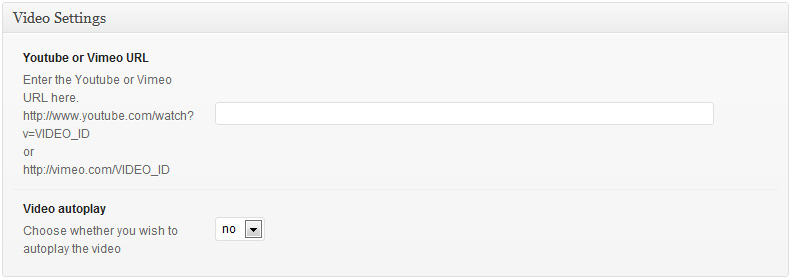 Video Settings
Youtube or Vimeo URL
Enter the Youtube or Vimeo
URL here.
http://www.youtube.com/watch?
v=VIDEO_ID
or
http://vimeo.com/VIDEO_ID
Video autoplay
Choose whether you wish to
autoplay the video
no